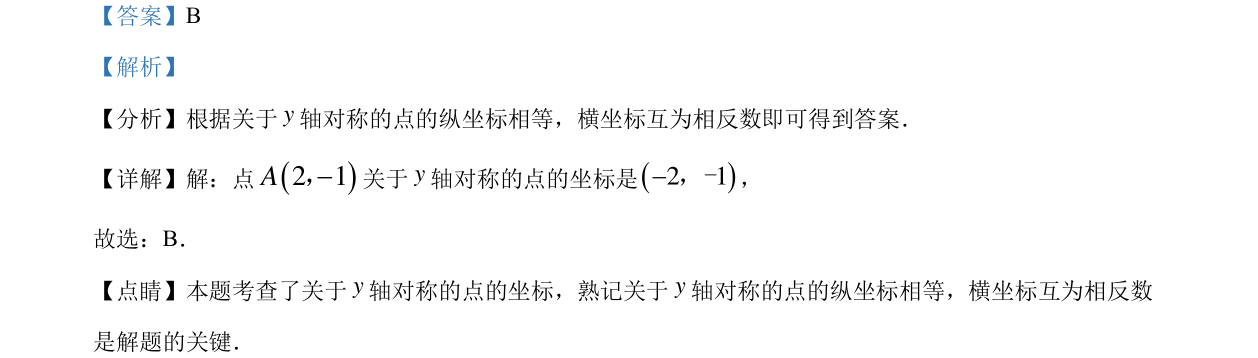 【答案】B
【解析】
【分析】根据关于 y 轴对称的点的纵坐标相等，横坐标互为相反数即可得到答案．
【详解】解：点 A(2,−1) 关于 y 轴对称的点的坐标是 (−2，−1)，
故选：B．
【点睛】本题考查了关于 y 轴对称的点的坐标，熟记关于 y 轴对称的点的纵坐标相等，横坐标互为相反数
是解题的关键．